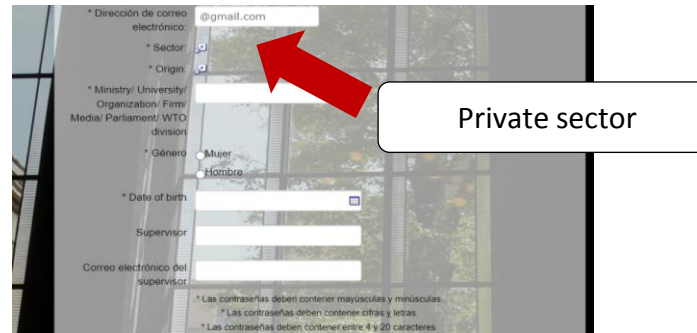 * Dirección de correo
electrónico:
@gmail.com
* Sector:
* Origin:
Private sector
* Ministry/ University/
Organization/ Firm/
Media/ Parliament/ WTO
division
* Género
Mujer
Hombre
* Date of birth
Supervisor
Correo electrónico del
supervisor
* Las contraseñas deben contener mayúsculas y minúsculas.
* Las contraseñas deben contener cifras y letras.
* Las contraseñas deben contener entre 4 y 20 caracteres.